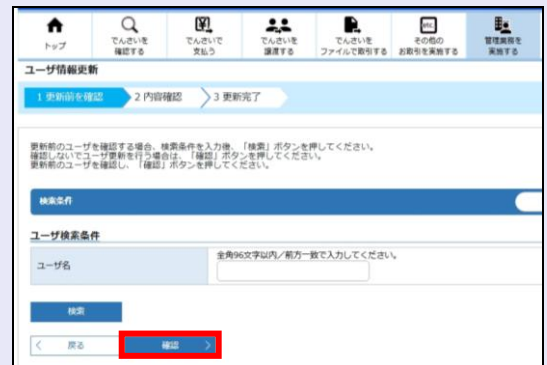 トップ
でんさいを
確認する
でんさいで
支払う
でんさいを
譲渡する
でんさいを
ファイルで取引する
etc.
その他の
お取引を実施する
管理業務を
実施する
ユーザ情報更新
1 更新前を確認
2 内容確認
3 更新完了
更新前のユーザを確認する場合、検索条件を入力後、「検索」ボタンを押してください。
確認しないでユーザ更新を行う場合は、「確認」ボタンを押してください。
更新前のユーザを確認し、「確認」ボタンを押してください。
検索条件
ユーザ検索条件
ユーザ名
全角96文字以内／前方一致で入力してください。
検索
戻る
確認